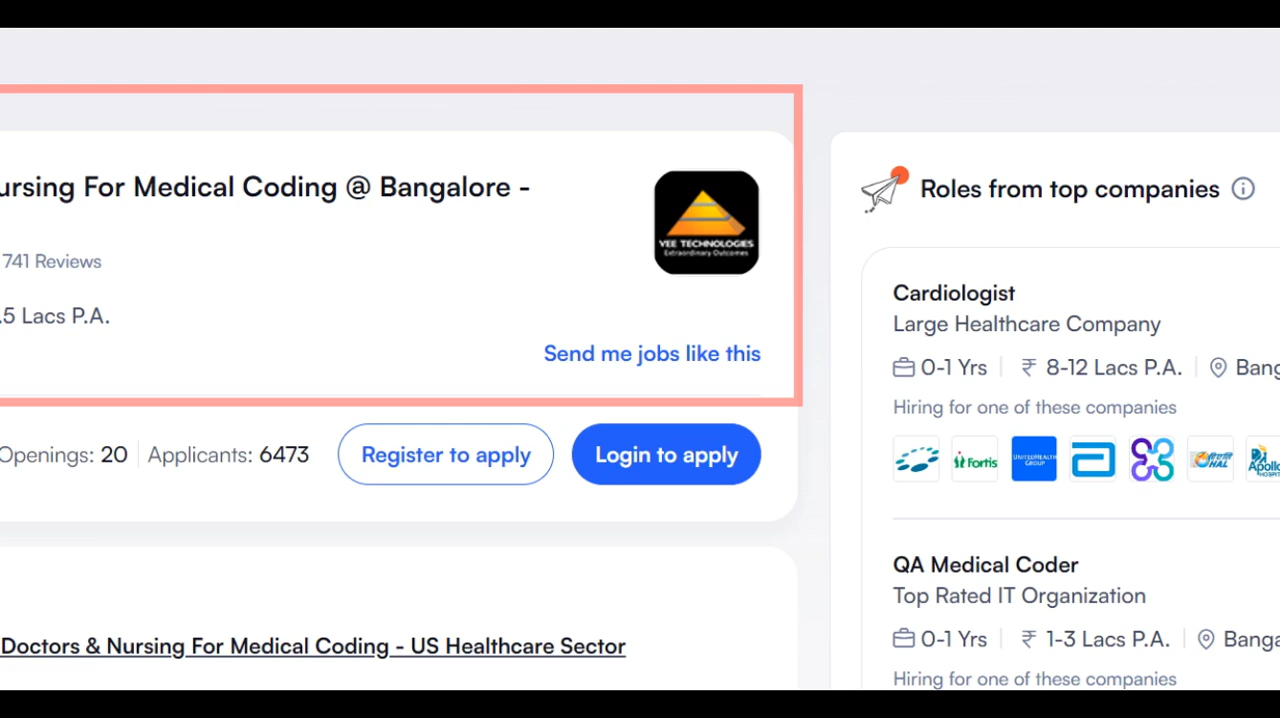 ursing For Medical Coding @ Bangalore -
741 Reviews
.5 Lacs P.A.
VEE TECHNOLOGIES
Extraordinary Outcomes
Send me jobs like this
Openings: 20 Applicants: 6473
Register to apply
Login to apply
Doctors & Nursing For Medical Coding - US Healthcare Sector
Roles from top companies
Cardiologist
Large Healthcare Company
0-1 Yrs ₹ 8-12 Lacs P.A. Bang
Hiring for one of these companies
Fortis
UNITEDHEALTH
GROUP
HAL
Apollo
QA Medical Coder
Top Rated IT Organization
0-1 Yrs ₹ 1-3 Lacs P.A. Banga
Hiring for one of these companies